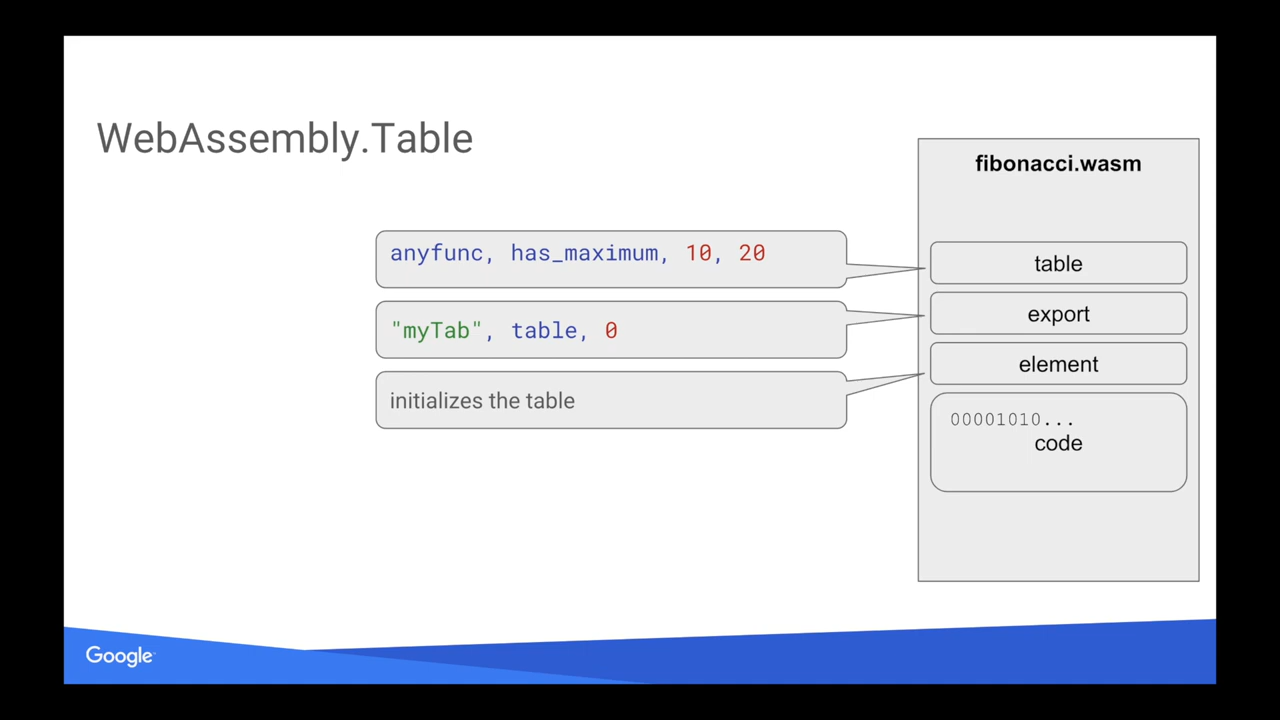 WebAssembly.Table
anyfunc, has_maximum, 10, 20
"myTab", table, 0
initializes the table
fibonacci.wasm
table
export
element
00001010...
code
Google